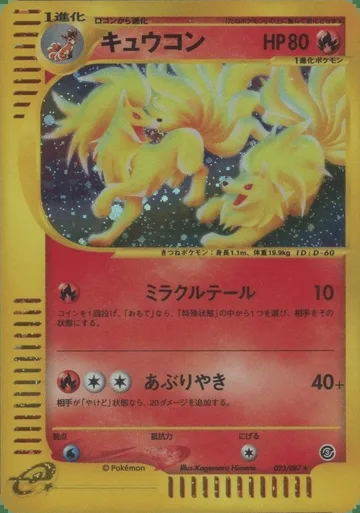 1進化
ロコンから進化
キュウコン
HP80
1進化ポケモン
きつねポケモン：身長1.1m、体重19.9kg
ID:D-60
ミラクルテール 10
コインを1回投げ、「おもて」なら、「特殊状態」の中から1つを選び、相手をその状態にする。
あぶりやき 40+
相手が「やけど」状態なら、20ダメージを追加する。
弱点 抵抗力 にげる
©Pokémon
illus.Kagemaru Himeno